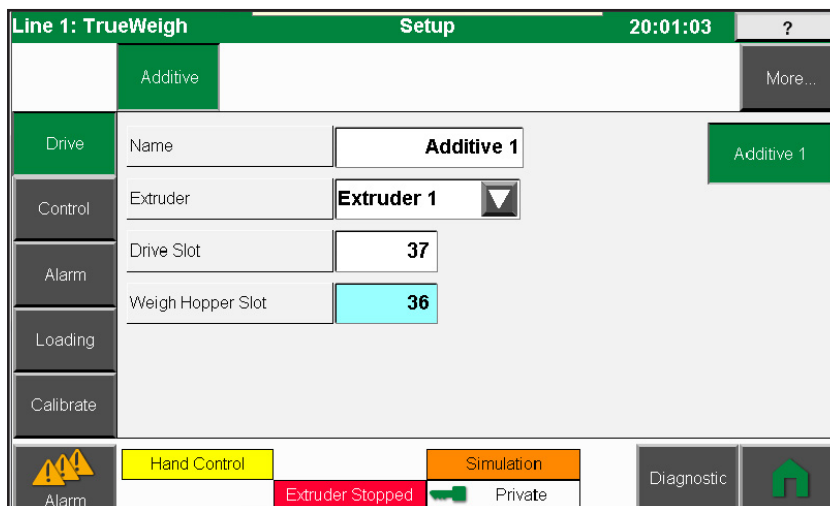 Line 1: TrueWeigh Setup 20:01:03 ?
Additive More...
Drive Name Additive 1 Additive 1
Control Extruder Extruder 1
Drive Slot 37
Alarm
Weigh Hopper Slot 36
Loading
Calibrate
Hand Control Simulation Diagnostic
Alarm Extruder Stopped Private